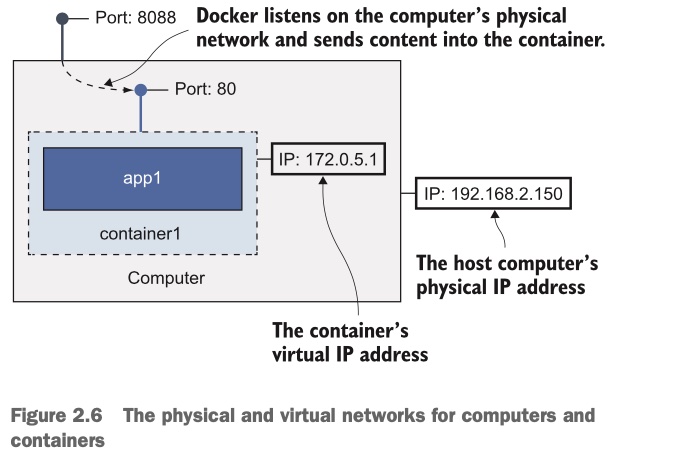 Port: 8088
Docker listens on the computer's physical
network and sends content into the container.
Port: 80
IP: 172.0.5.1
app1
IP: 192.168.2.150
container1
Computer
The host computer's
physical IP address
The container's
virtual IP address
Figure 2.6 The physical and virtual networks for computers and
containers